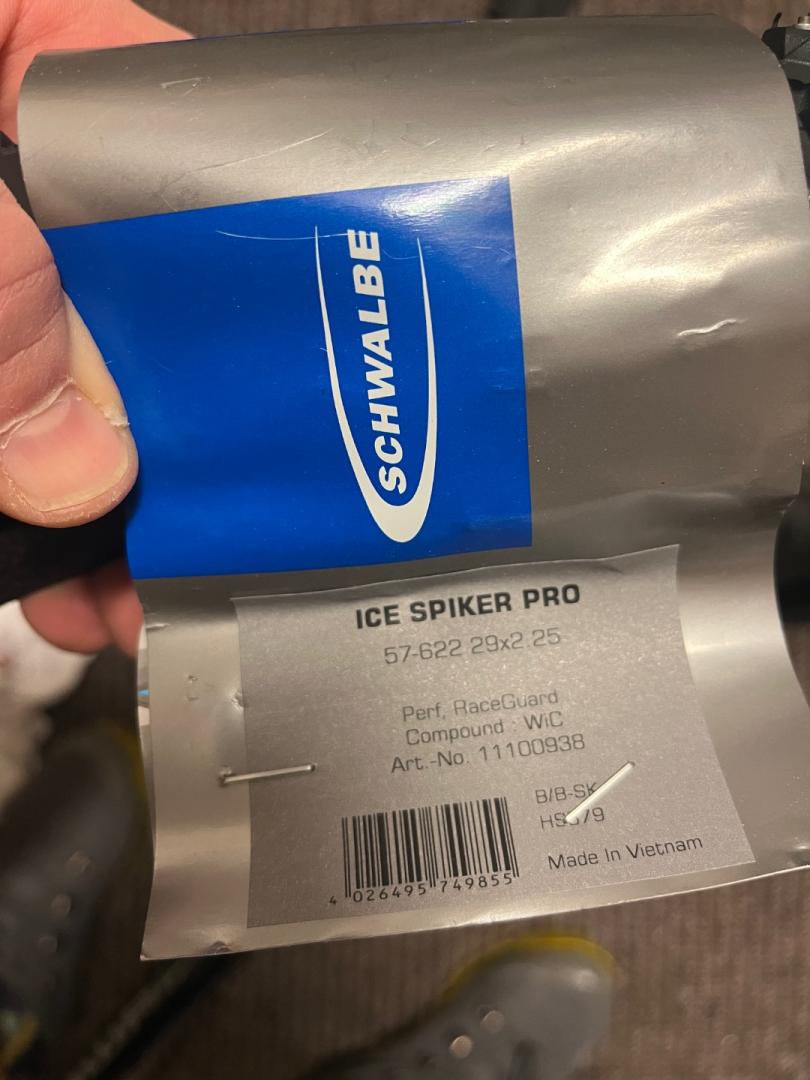 SCHWALBE
ICE SPIKER PRO
57-622 29x2.25
Perf, RaceGuard
Compound : WiC
Art.-No. 11100938
B/B-SK
Made In Vietnam
4 026495 749855